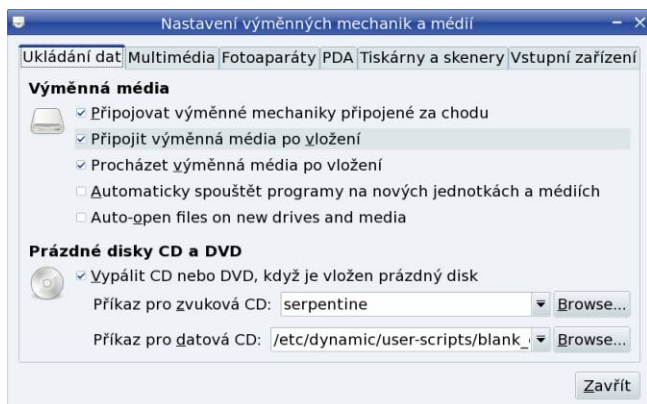 Nastavení výměnných mechanik a médií
Ukládání dat Multimédia Fotoaparáty PDA Tiskárny a skenery Vstupní zařízení
Výměnná média
Připojovat výměnné mechaniky připojené za chodu
Připojit výměnná média po vložení
Procházet výměnná média po vložení
Automaticky spouštět programy na nových jednotkách a médiích
Auto-open files on new drives and media
Prázdné disky CD a DVD
Vypálit CD nebo DVD, když je vložen prázdný disk
Příkaz pro zvuková CD: serpentine Browse...
Příkaz pro datová CD: /etc/dynamic/user-scripts/blank_ Browse...
Zavřít